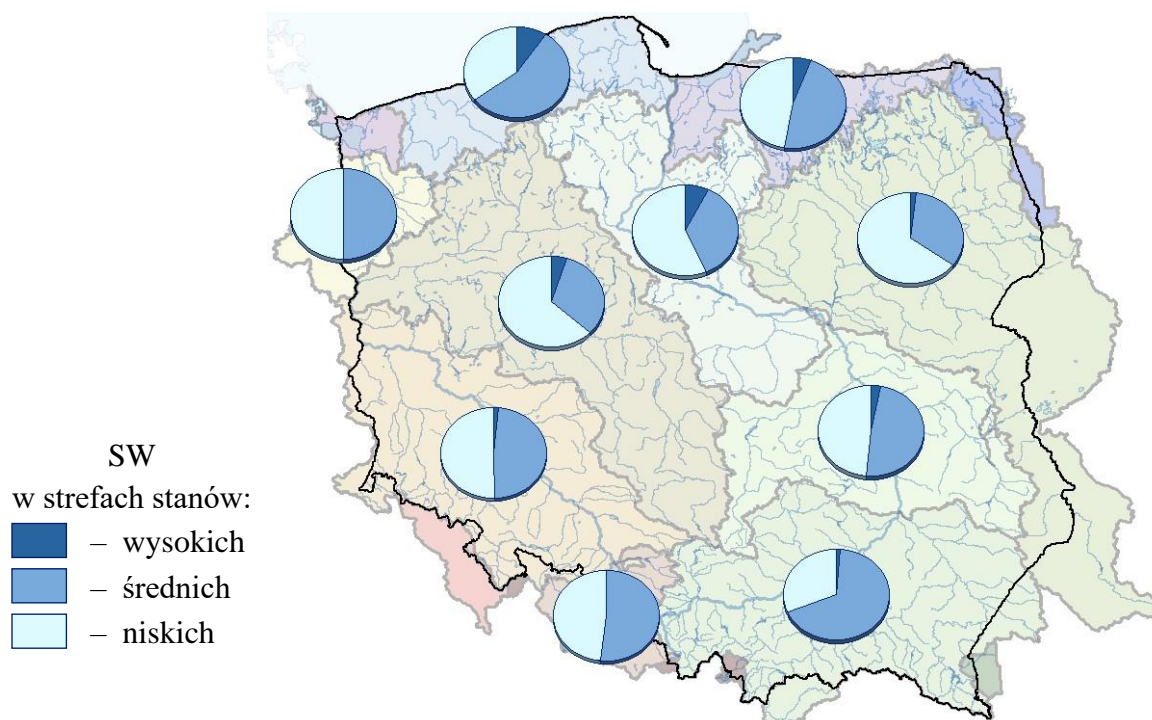 SW
w strefach stanów:
– wysokich
– średnich
– niskich